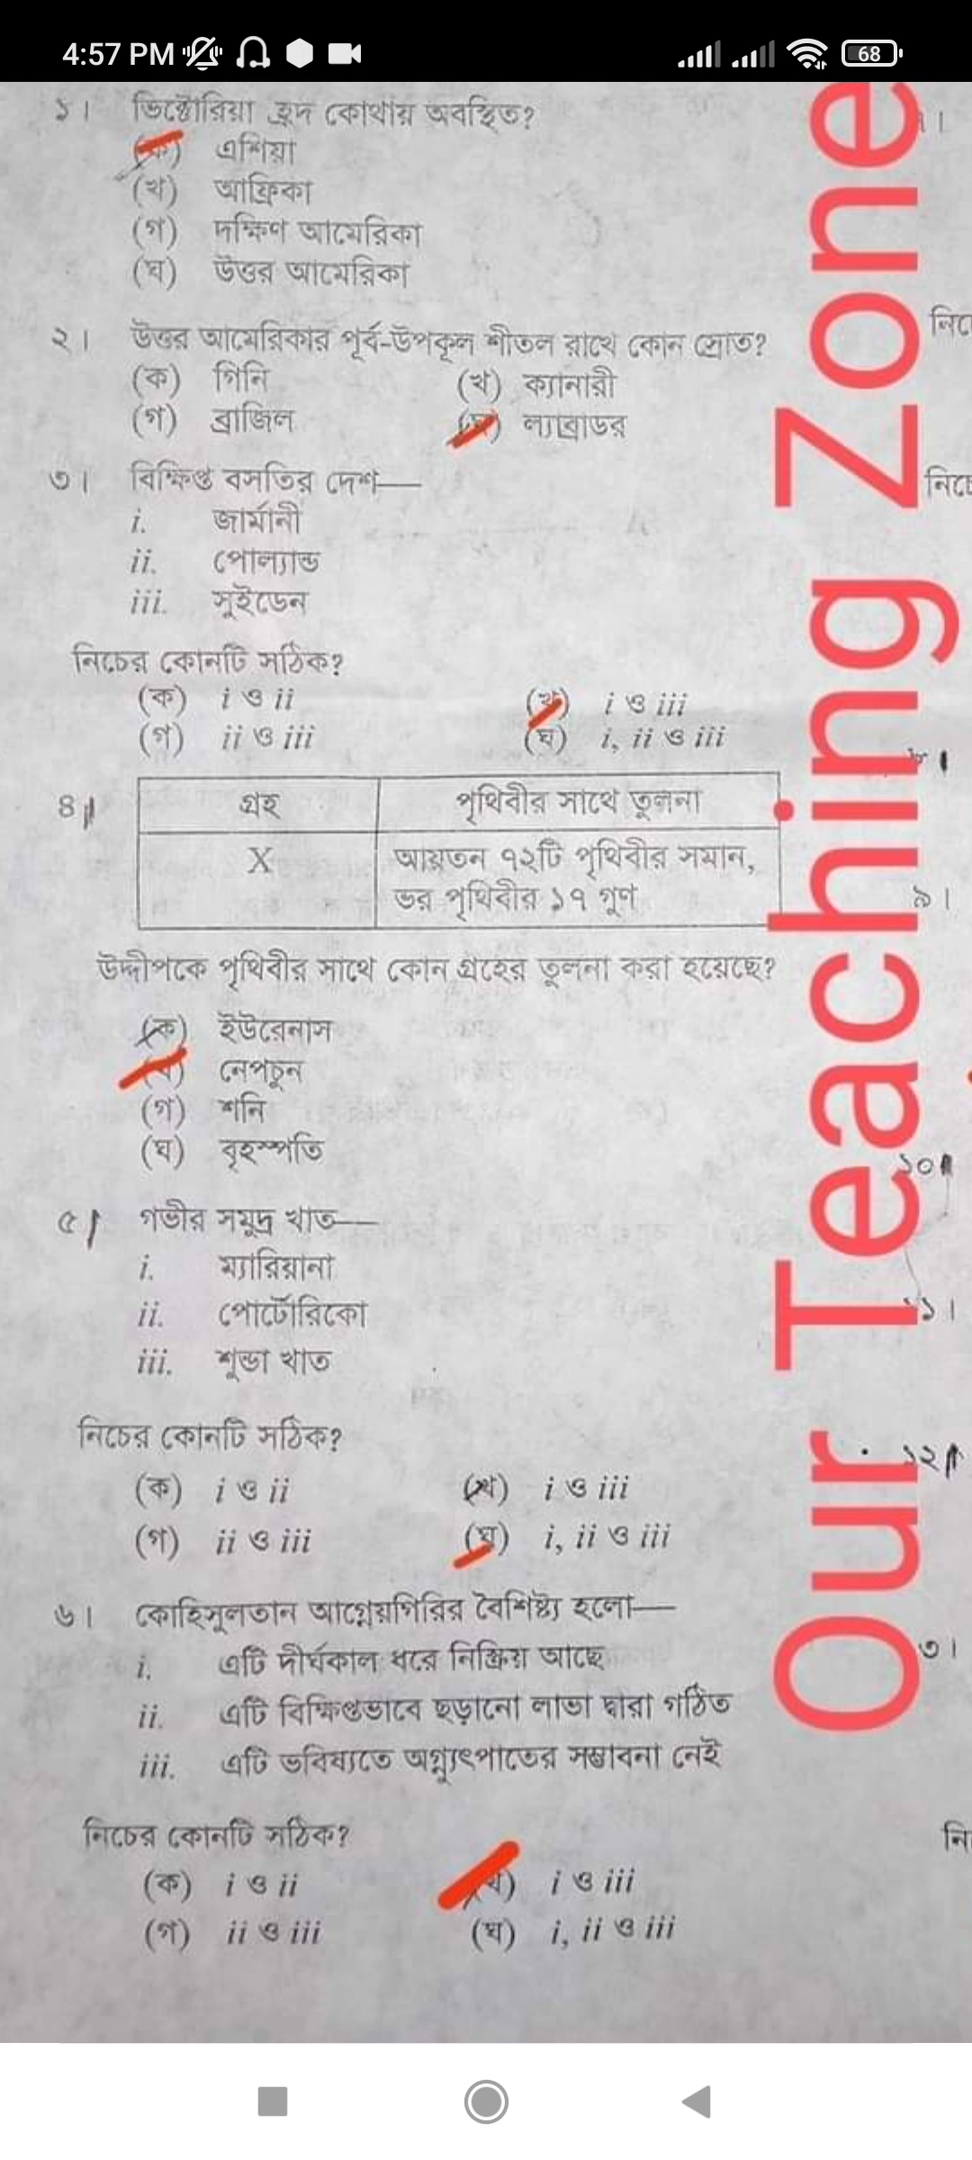 4:57 PM
68
১। ভিক্টোরিয়া হ্রদ কোথায় অবস্থিত?
(ক) এশিয়া
(খ) আফ্রিকা
(গ) দক্ষিণ আমেরিকা
(ঘ) উত্তর আমেরিকা
২। উত্তর আমেরিকার পূর্ব-উপকূল শীতল রাখে কোন স্রোত?
(ক) গিনি (খ) ক্যানারী
(গ) ব্রাজিল (ঘ) ল্যাব্রাডর
৩। বিক্ষিপ্ত বসতির দেশ—
i. জার্মানী
ii. পোল্যান্ড
iii. সুইডেন
নিচের কোনটি সঠিক?
(ক) i ও ii (খ) i ও iii
(গ) ii ও iii (ঘ) i, ii ও iii
৪। গ্রহ পৃথিবীর সাথে তুলনা
X আয়তন ৭২টি পৃথিবীর সমান,
ভর পৃথিবীর ১৭ গুণ
উদ্দীপকে পৃথিবীর সাথে কোন গ্রহের তুলনা করা হয়েছে?
(ক) ইউরেনাস
(খ) নেপচুন
(গ) শনি
(ঘ) বৃহস্পতি
৫। গভীর সমুদ্র খাত—
i. ম্যারিয়ানা
ii. পোর্টোরিকো
iii. শুন্ডা খাত
নিচের কোনটি সঠিক?
(ক) i ও ii (খ) i ও iii
(গ) ii ও iii (ঘ) i, ii ও iii
৬। কোহিসুলতান আগ্নেয়গিরির বৈশিষ্ট্য হলো—
i. এটি দীর্ঘকাল ধরে নিষ্ক্রিয় আছে
ii. এটি বিক্ষিপ্তভাবে ছড়ানো লাভা দ্বারা গঠিত
iii. এটি ভবিষ্যতে অগ্ন্যুৎপাতের সম্ভাবনা নেই
নিচের কোনটি সঠিক?
(ক) i ও ii (খ) i ও iii
(গ) ii ও iii (ঘ) i, ii ও iii
Our Teaching Zone
৯।
১০।
১১।
১২।
৩।